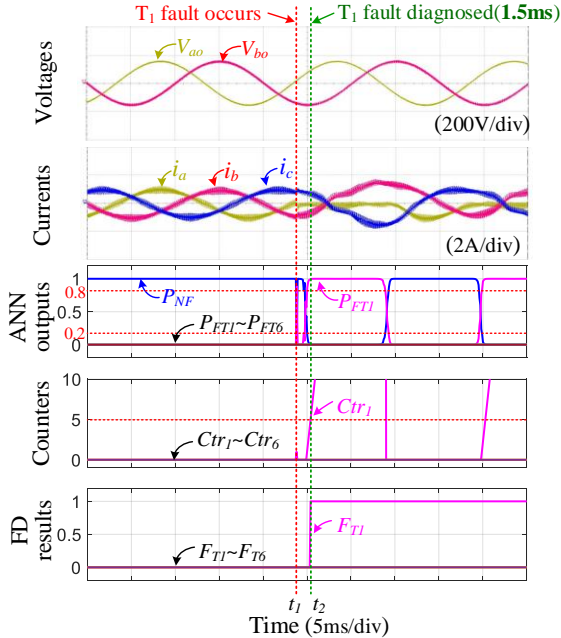 T1 fault occurs
T1 fault diagnosed(1.5ms)
Voltages
Vao
Vbo
(200V/div)
Currents
ia
ib
ic
(2A/div)
ANN outputs
1
0.8
0.5
0.2
0
PNF
PFT1
PFT1~PFT6
Counters
10
5
0
Ctr1
Ctr1~Ctr6
FD results
1
0.5
0
FT1
FT1~FT6
t1
t2
Time (5ms/div)